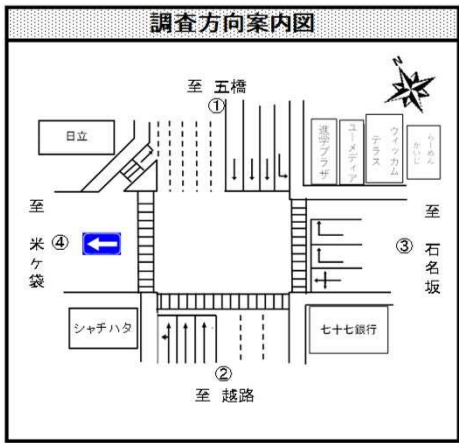 調査方向案内図
N
至 五橋
①
日立
進学プラザ
ユーメディア
ウィッカム
テラス
らーめん
かいじ
至 米ヶ袋
④
③
至 石名坂
シャチハタ
七十七銀行
②
至 越路